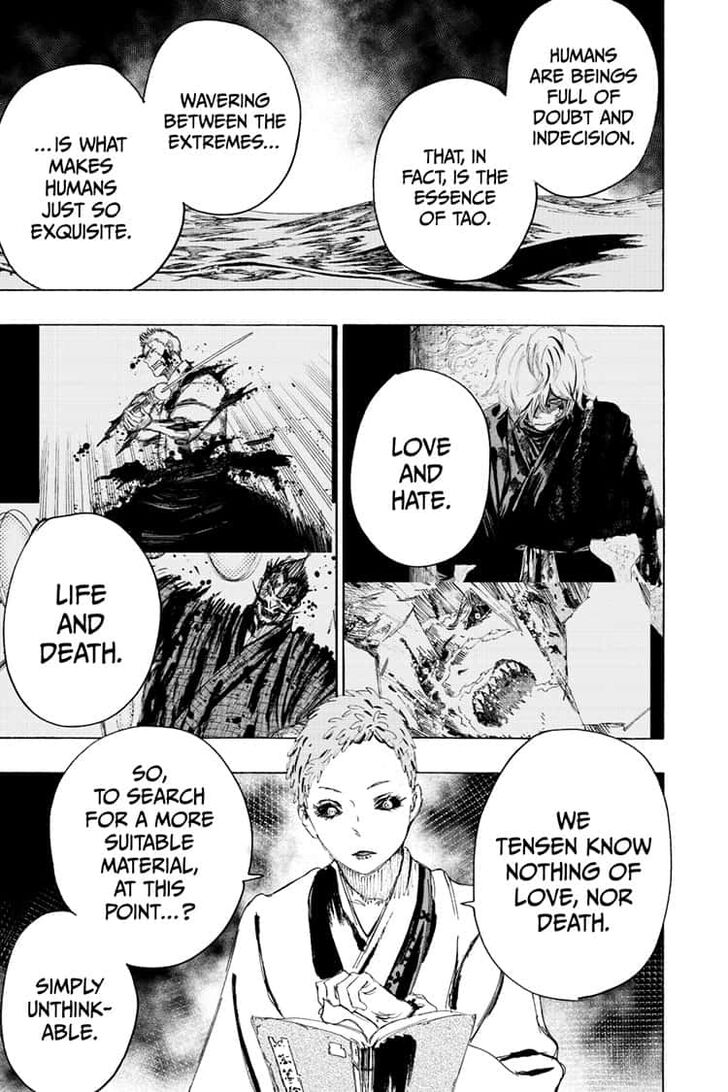 HUMANS
ARE BEINGS
FULL OF
DOUBT AND
INDECISION.
THAT, IN
FACT, IS THE
ESSENCE
OF TAO.
WAVERING
BETWEEN THE
EXTREMES...
...IS WHAT
MAKES
HUMANS
JUST SO
EXQUISITE.
LOVE
AND
HATE.
LIFE
AND
DEATH.
WE
TENSEN KNOW
NOTHING OF
LOVE, NOR
DEATH.
SO,
TO SEARCH
FOR A MORE
SUITABLE
MATERIAL,
AT THIS
POINT...?
SIMPLY
UNTHINK-
ABLE.